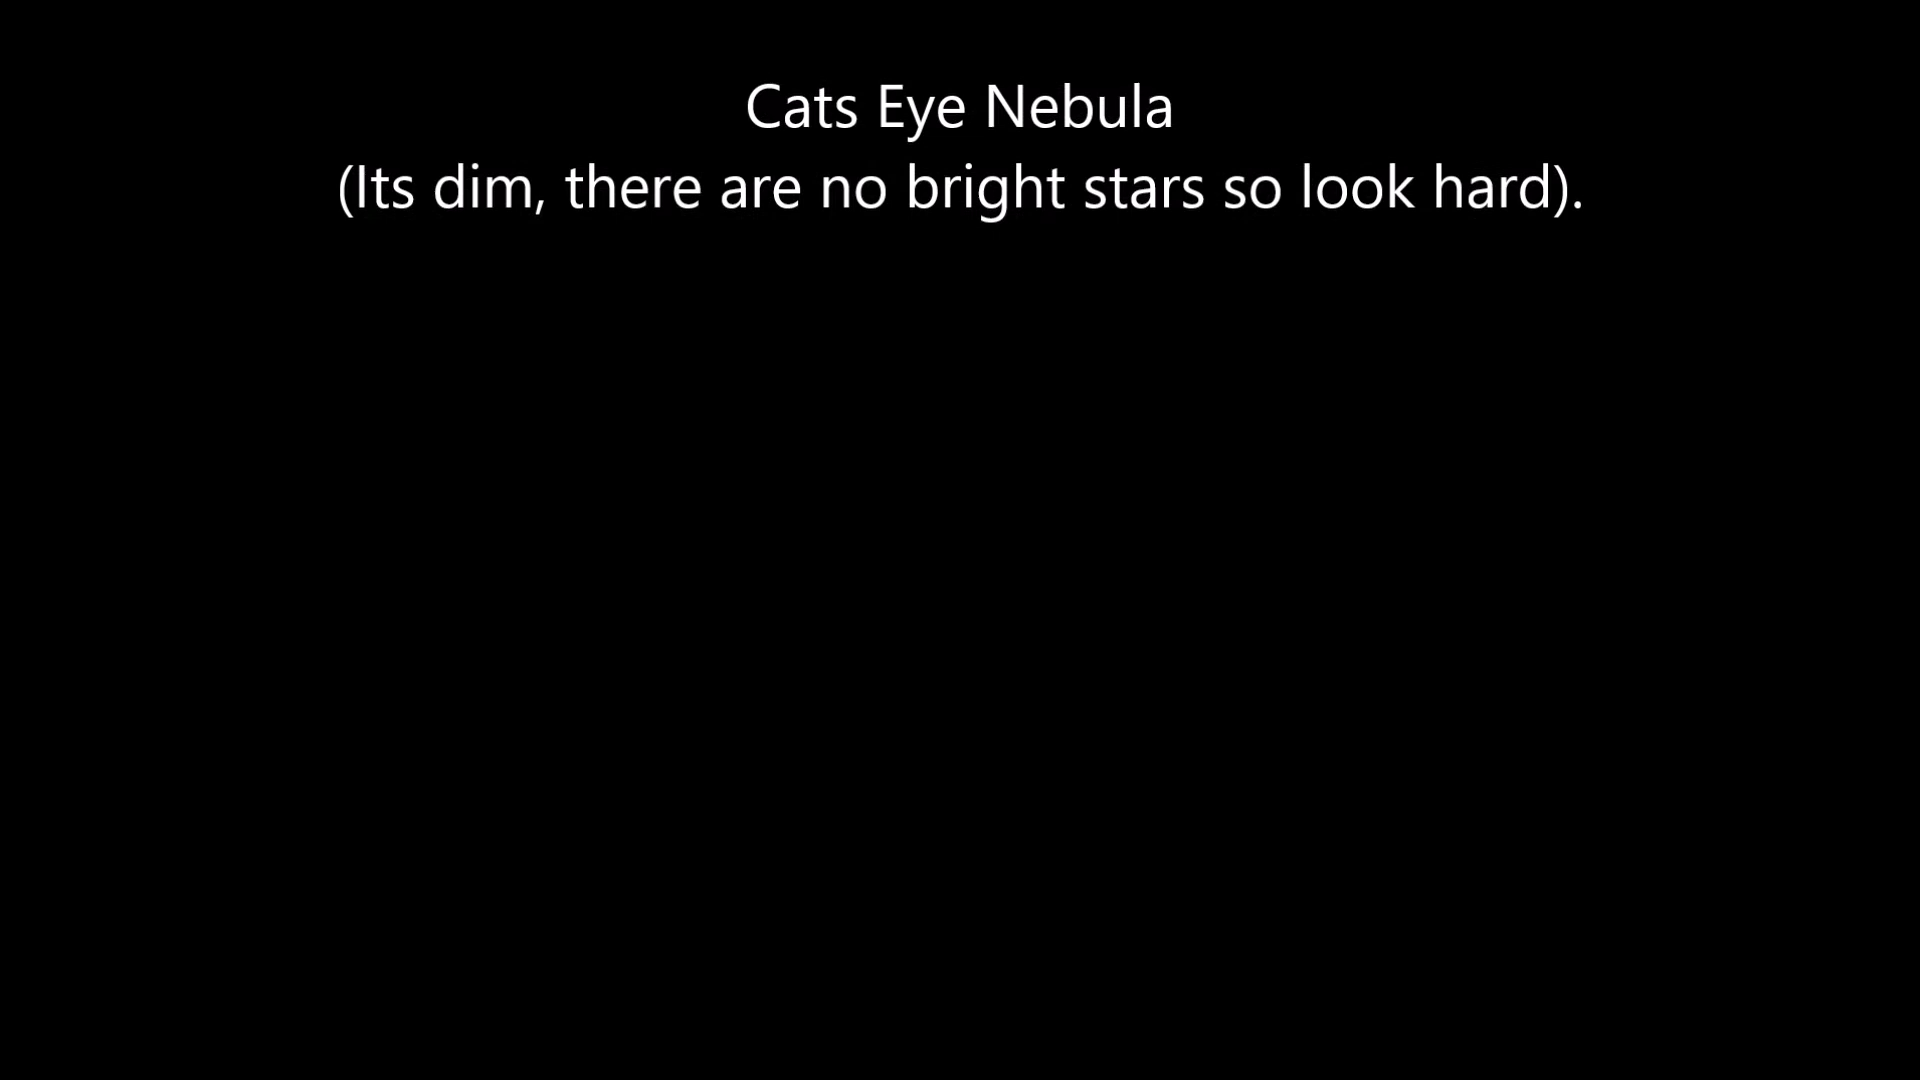 Cats Eye Nebula
(Its dim, there are no bright stars so look hard).